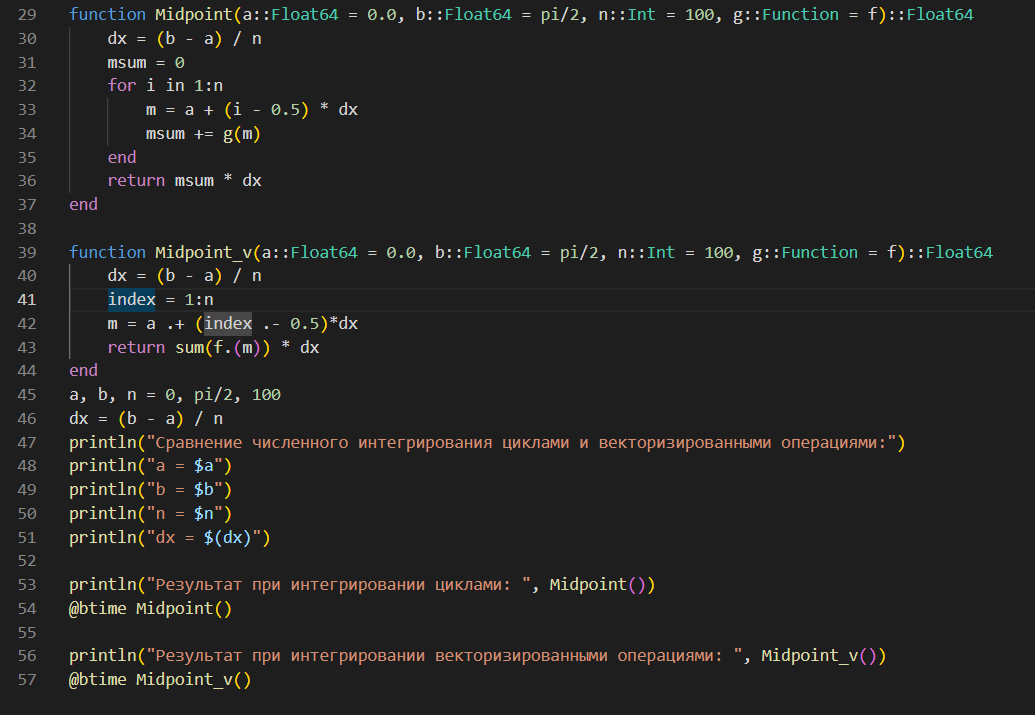 29 function Midpoint(a::Float64 = 0.0, b::Float64 = pi/2, n::Int = 100, g::Function = f)::Float64
30     dx = (b - a) / n
31     msum = 0
32     for i in 1:n
33         m = a + (i - 0.5) * dx
34         msum += g(m)
35     end
36     return msum * dx
37 end
38
39 function Midpoint_v(a::Float64 = 0.0, b::Float64 = pi/2, n::Int = 100, g::Function = f)::Float64
40     dx = (b - a) / n
41     index = 1:n
42     m = a .+ (index .- 0.5)*dx
43     return sum(f.(m)) * dx
44 end
45 a, b, n = 0, pi/2, 100
46 dx = (b - a) / n
47 println("Сравнение численного интегрирования циклами и векторизированными операциями:")
48 println("a = $a")
49 println("b = $b")
50 println("n = $n")
51 println("dx = $(dx)")
52
53 println("Результат при интегрировании циклами: ", Midpoint())
54 @btime Midpoint()
55
56 println("Результат при интегрировании векторизированными операциями: ", Midpoint_v())
57 @btime Midpoint_v()